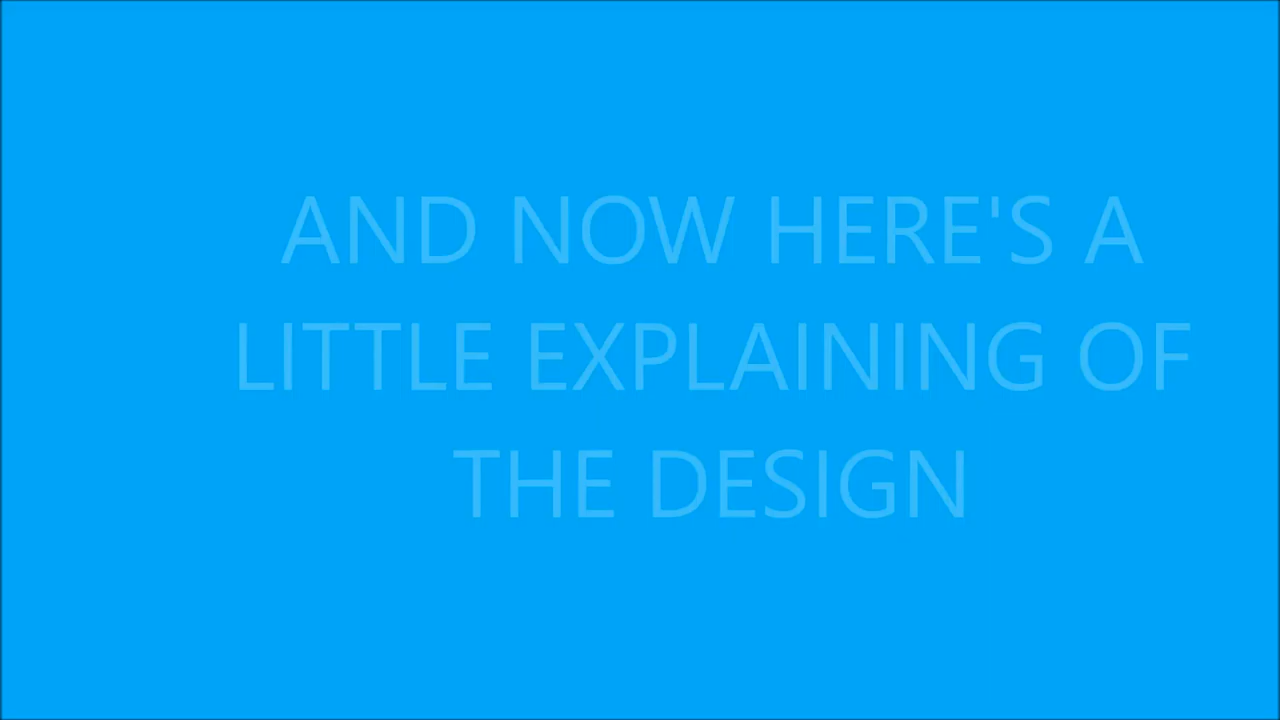 AND NOW HERE'S A
LITTLE EXPLAINING OF
THE DESIGN